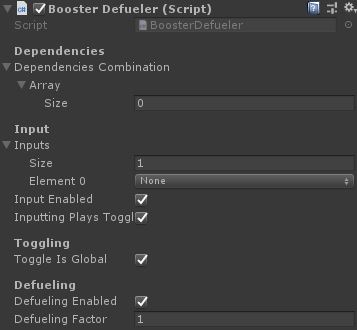 Booster Defueler (Script)
Script BoosterDefueler
Dependencies
Dependencies Combination
Array
Size 0
Input
Inputs
Size 1
Element 0 None
Input Enabled
Inputting Plays Toggl
Toggling
Toggle Is Global
Defueling
Defueling Enabled
Defueling Factor 1